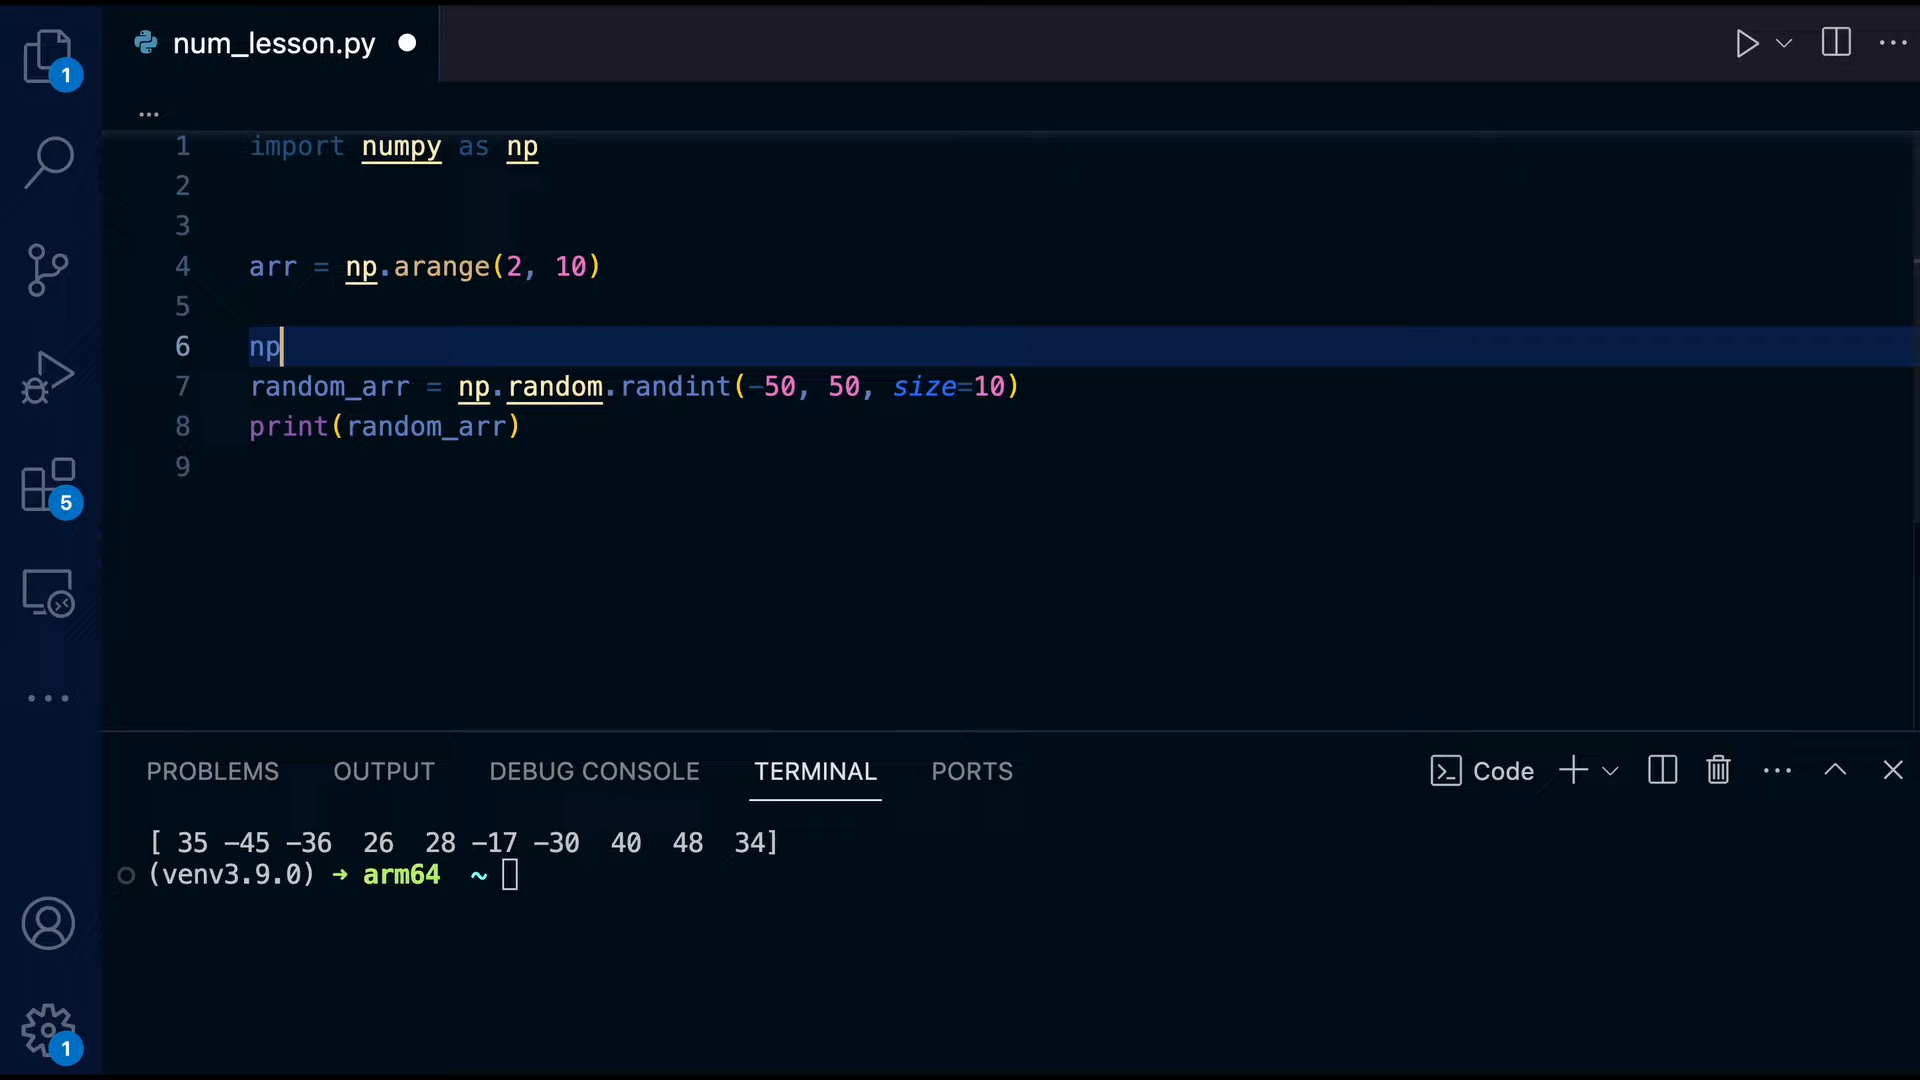 num_lesson.py
1
...
1 import numpy as np
2
3
4 arr = np.arange(2, 10)
5
6 np
7 random_arr = np.random.randint(-50, 50, size=10)
8 print(random_arr)
9
5
PROBLEMS OUTPUT DEBUG CONSOLE TERMINAL PORTS Code
[ 35 -45 -36  26  28 -17 -30  40  48  34]
(venv3.9.0) ➜ arm64 ~
1